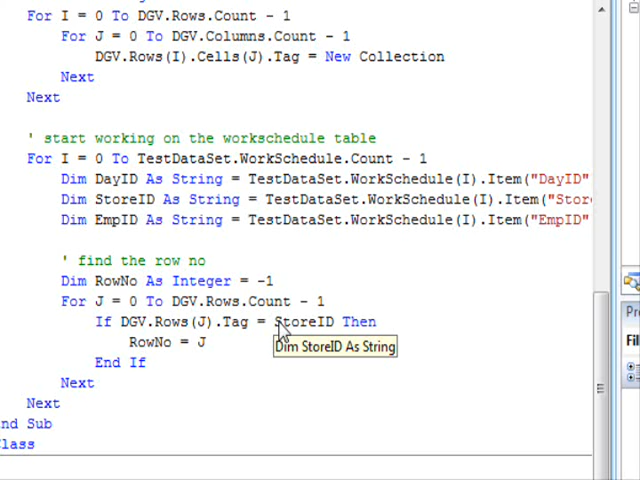 For I = 0 To DGV.Rows.Count - 1
For J = 0 To DGV.Columns.Count - 1
DGV.Rows(I).Cells(J).Tag = New Collection
Next
Next
' start working on the workschedule table
For I = 0 To TestDataSet.WorkSchedule.Count - 1
Dim DayID As String = TestDataSet.WorkSchedule(I).Item("DayID"
Dim StoreID As String = TestDataSet.WorkSchedule(I).Item("Store
Dim EmpID As String = TestDataSet.WorkSchedule(I).Item("EmpID"
' find the row no
Dim RowNo As Integer = -1
For J = 0 To DGV.Rows.Count - 1
If DGV.Rows(J).Tag = StoreID Then
RowNo = J
Dim StoreID As String
End If
Next
Next
nd Sub
Class
Pr
Fil